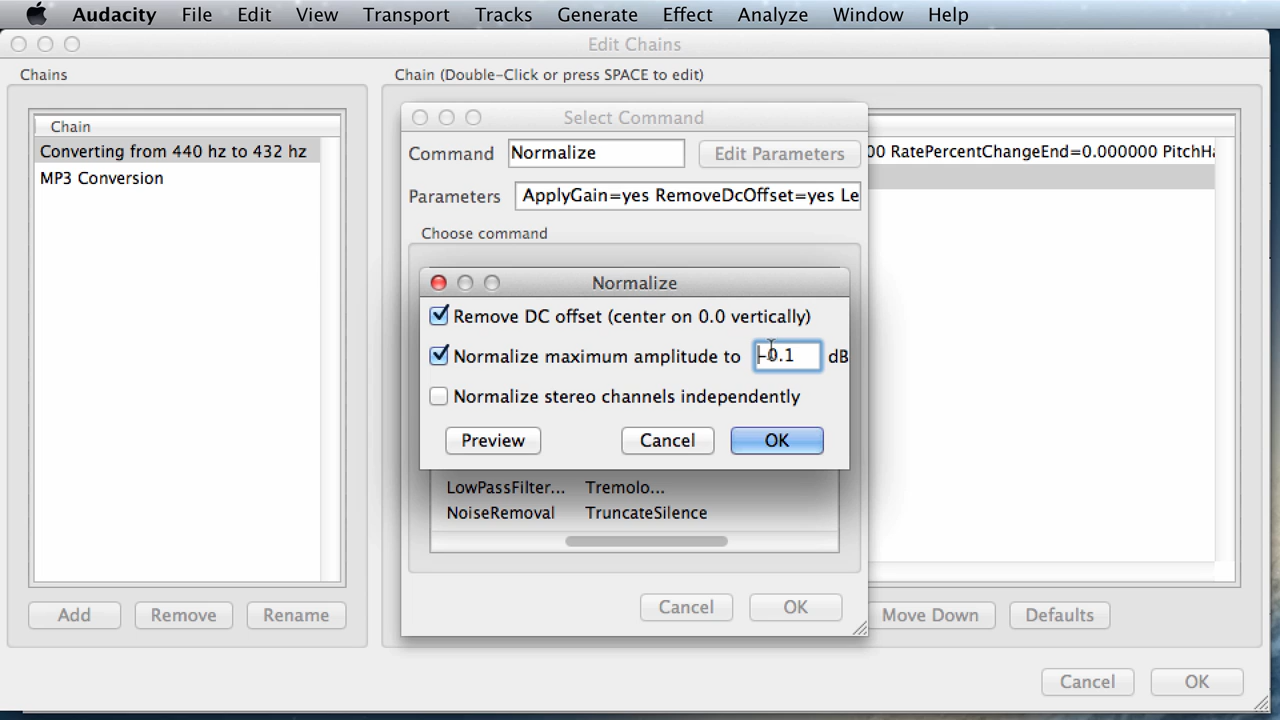 Audacity File Edit View Transport Tracks Generate Effect Analyze Window Help
Edit Chains
Chains
Chain (Double-Click or press SPACE to edit)
Chain
Converting from 440 hz to 432 hz
MP3 Conversion
Add Remove Rename
00 RatePercentChangeEnd=0.000000 PitchHa
Select Command
Command Normalize Edit Parameters
Parameters ApplyGain=yes RemoveDcOffset=yes Le
Choose command
Normalize
Remove DC offset (center on 0.0 vertically)
Normalize maximum amplitude to -0.1 dB
Normalize stereo channels independently
Preview Cancel OK
LowPassFilter... Tremolo...
NoiseRemoval TruncateSilence
Cancel OK
Move Down Defaults
Cancel OK